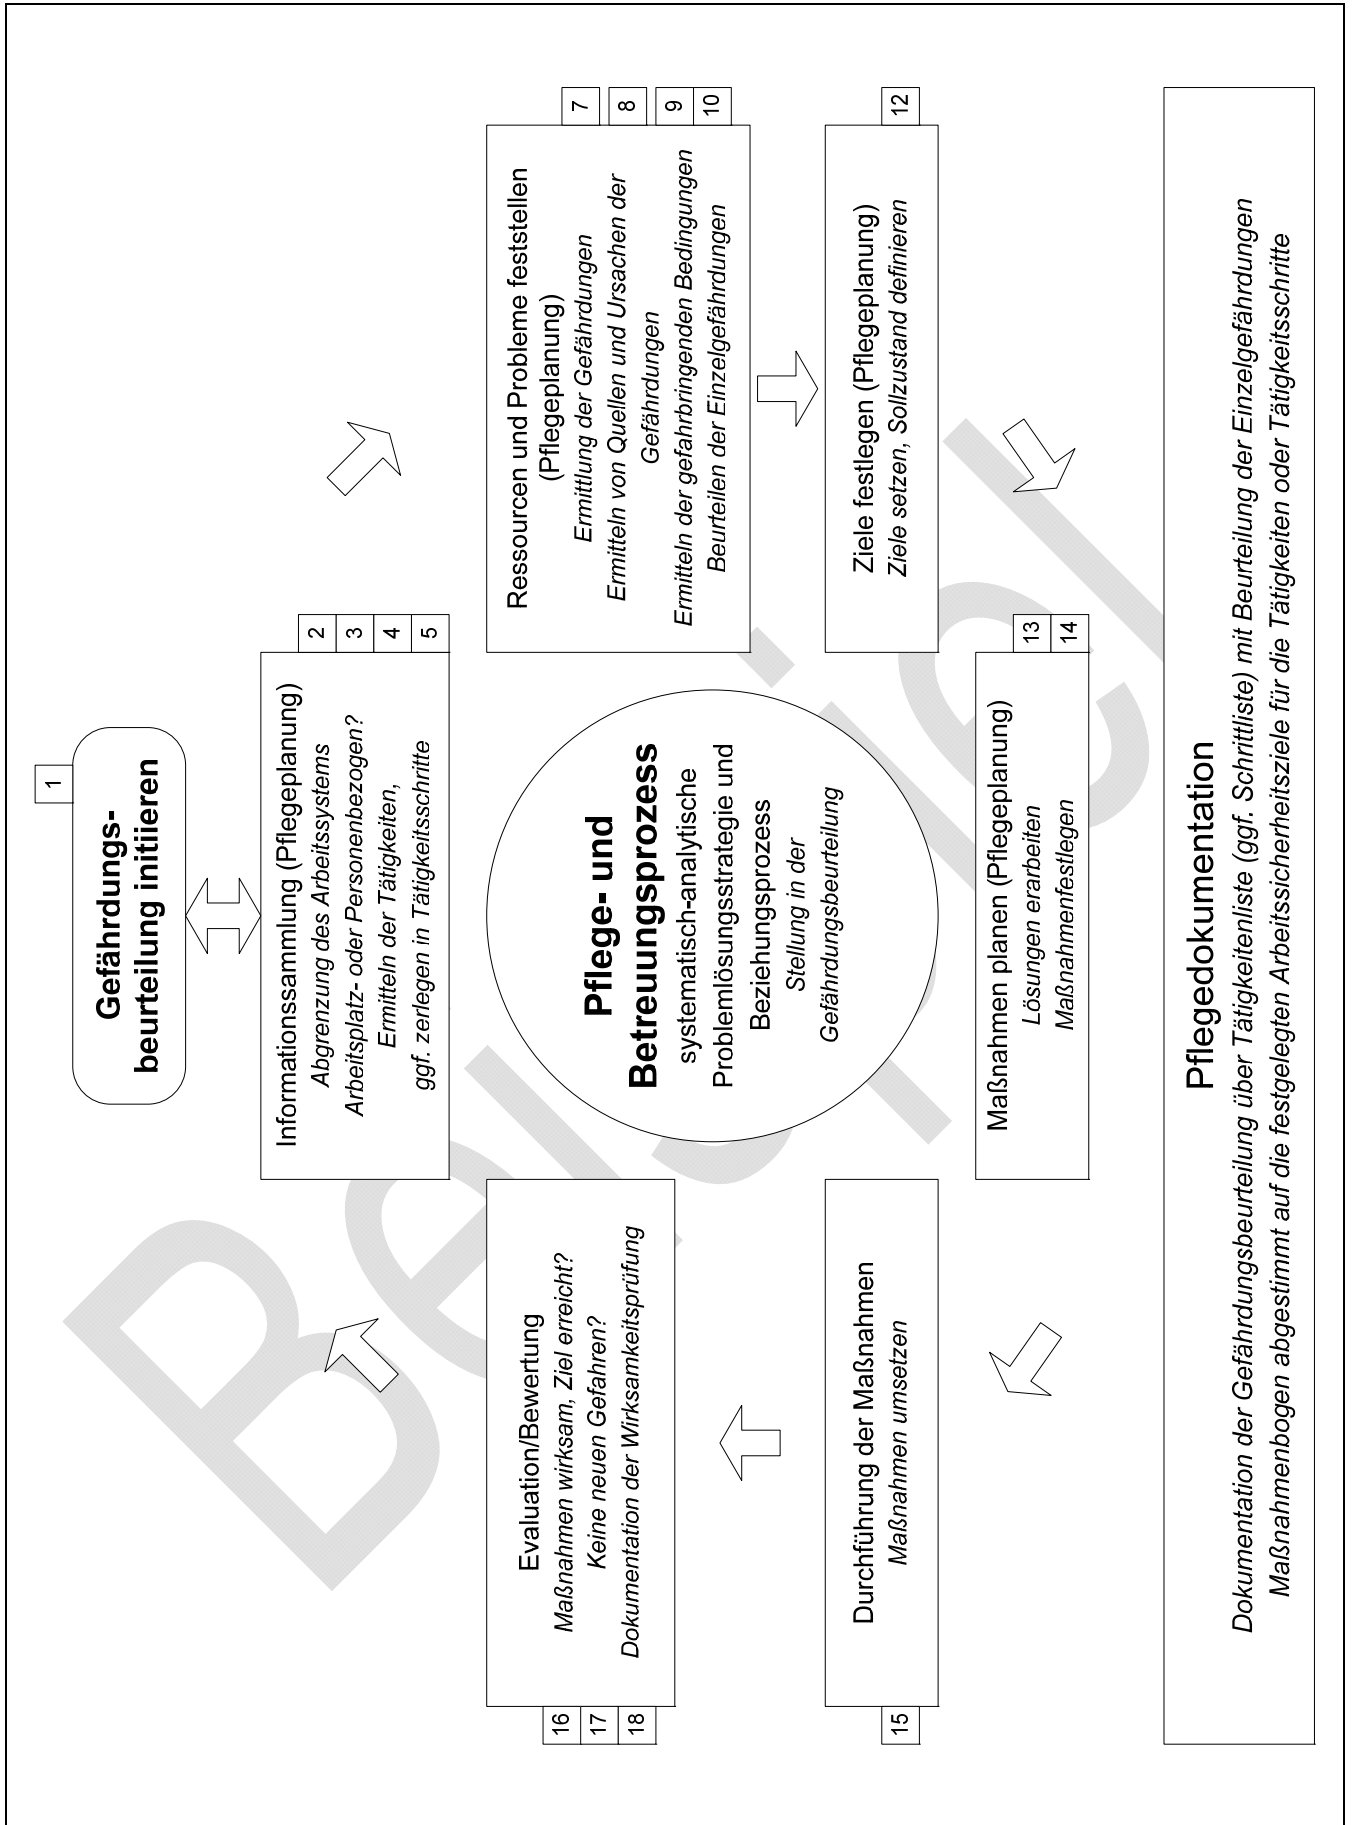 1
Gefährdungs-
beurteilung initiieren
Informationssammlung (Pflegeplanung)
Abgrenzung des Arbeitssystems
Arbeitsplatz- oder Personenbezogen?
Ermitteln der Tätigkeiten,
ggf. zerlegen in Tätigkeitsschritte
2
3
4
5
Ressourcen und Probleme feststellen
(Pflegeplanung)
Ermittlung der Gefährdungen
Ermitteln von Quellen und Ursachen der
Gefährdungen
Ermitteln der gefahrbringenden Bedingungen
Beurteilen der Einzelgefährdungen
7
8
9
10
Ziele festlegen (Pflegeplanung)
Ziele setzen, Sollzustand definieren
12
Maßnahmen planen (Pflegeplanung)
Lösungen erarbeiten
Maßnahmenfestlegen
13
14
Durchführung der Maßnahmen
Maßnahmen umsetzen
15
Evaluation/Bewertung
Maßnahmen wirksam, Ziel erreicht?
Keine neuen Gefahren?
Dokumentation der Wirksamkeitsprüfung
16
17
18
Pflege- und
Betreuungsprozess
systematisch-analytische
Problemlösungsstrategie und
Beziehungsprozess
Stellung in der
Gefährdungsbeurteilung
Pflegedokumentation
Dokumentation der Gefährdungsbeurteilung über Tätigkeitenliste (ggf. Schrittliste) mit Beurteilung der Einzelgefährdungen
Maßnahmenbogen abgestimmt auf die festgelegten Arbeitssicherheitsziele für die Tätigkeiten oder Tätigkeitsschritte
Beispiel